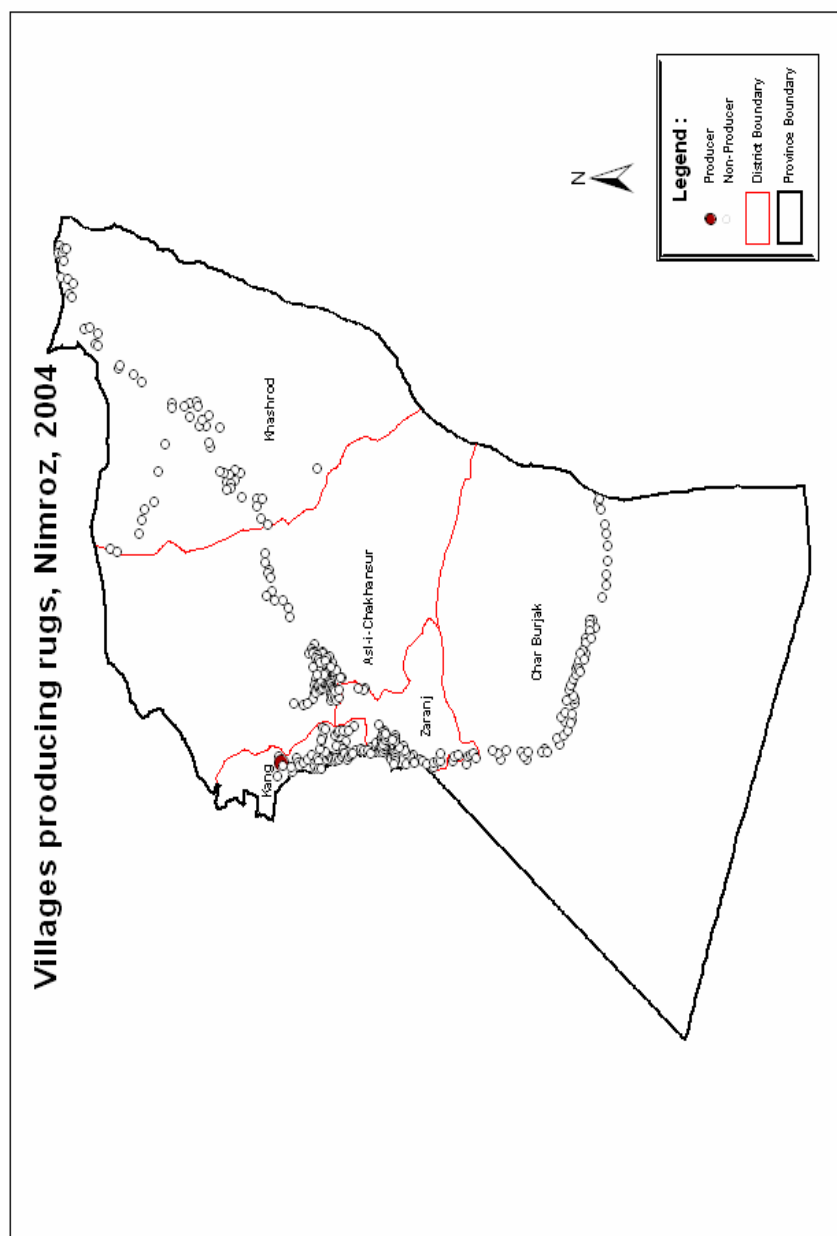 Villages producing rugs, Nimroz, 2004
N
Khashrod
Kang
Asl-i-Chakhansur
Zaranj
Char Burjak
Legend :
Producer
Non-Producer
District Boundary
Province Boundary